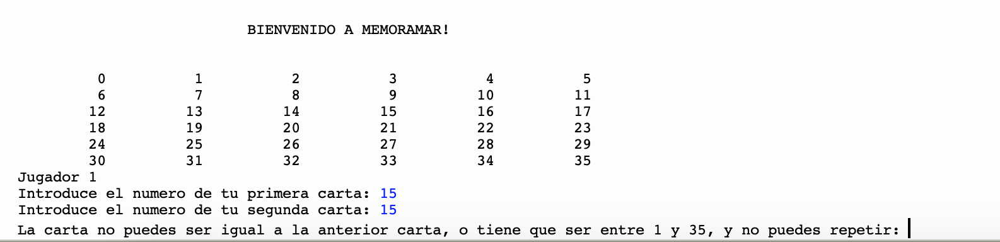 BIENVENIDO A MEMORAMAR!
0 1 2 3 4 5
6 7 8 9 10 11
12 13 14 15 16 17
18 19 20 21 22 23
24 25 26 27 28 29
30 31 32 33 34 35
Jugador 1
Introduce el numero de tu primera carta: 15
Introduce el numero de tu segunda carta: 15
La carta no puedes ser igual a la anterior carta, o tiene que ser entre 1 y 35, y no puedes repetir: